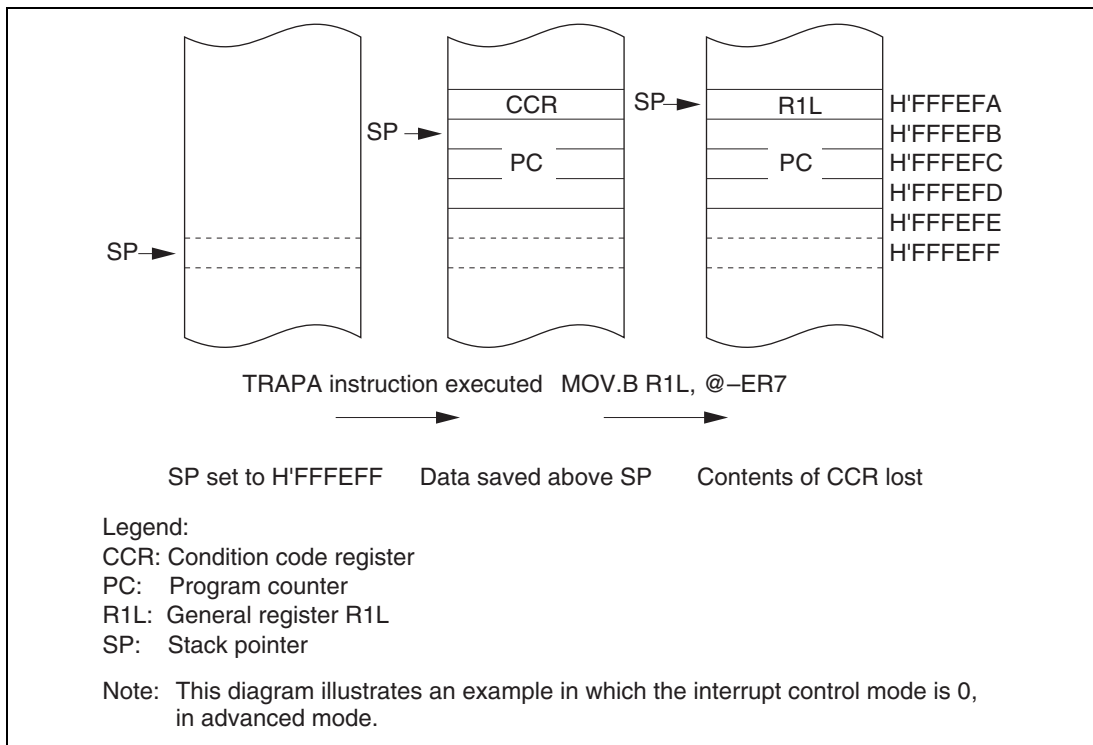 CCR
SP
R1L
H'FFFEFA
SP
H'FFFEFB
PC
PC
H'FFFEFC
H'FFFEFD
H'FFFEFE
SP
H'FFFEFF
TRAPA instruction executed
MOV.B R1L, @–ER7
SP set to H'FFFEFF
Data saved above SP
Contents of CCR lost
Legend:
CCR: Condition code register
PC: Program counter
R1L: General register R1L
SP: Stack pointer
Note: This diagram illustrates an example in which the interrupt control mode is 0,
in advanced mode.